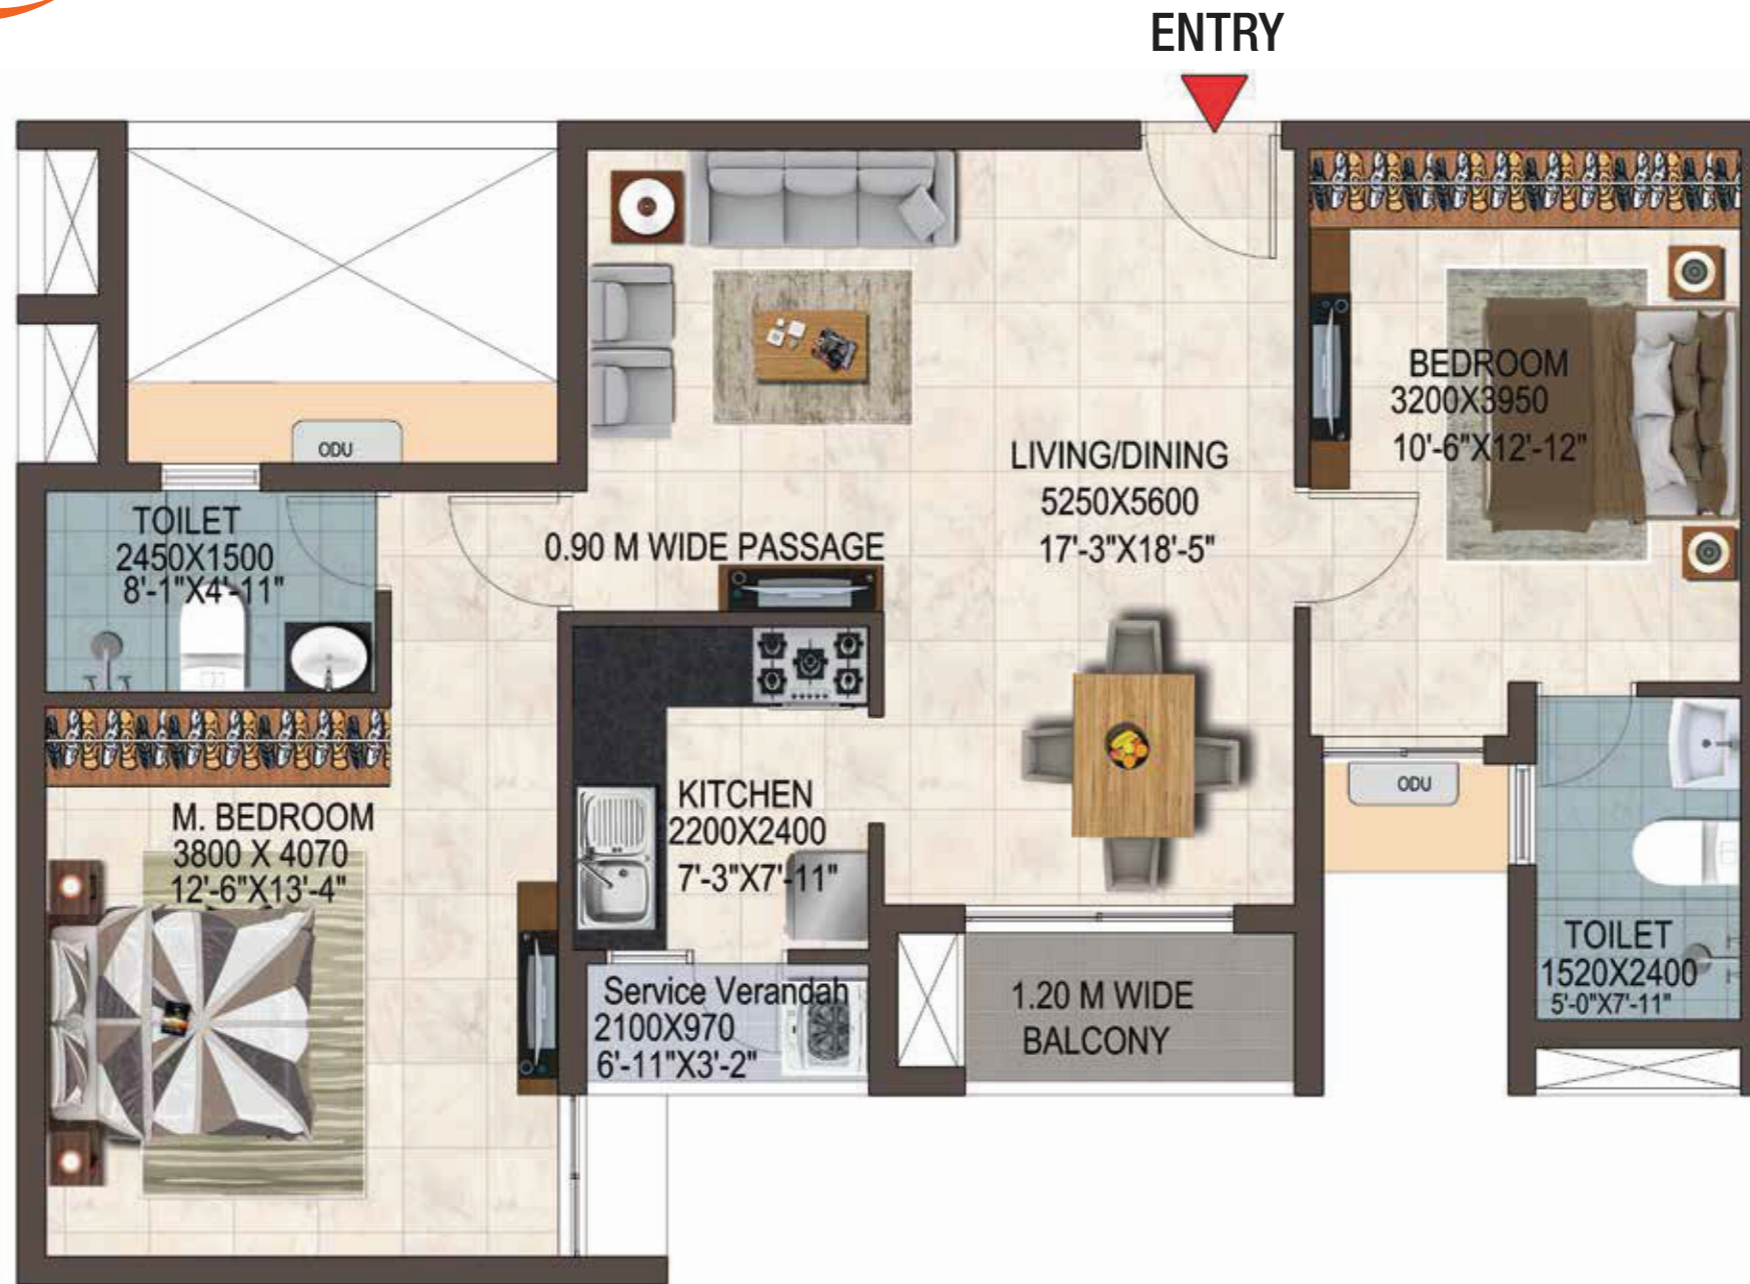 ENTRY
ODU
TOILET
2450X1500
8'-1"X4'-11"
0.90 M WIDE PASSAGE
LIVING/DINING
5250X5600
17'-3"X18'-5"
BEDROOM
3200X3950
10'-6"X12'-12"
M. BEDROOM
3800 X 4070
12'-6"X13'-4"
KITCHEN
2200X2400
7'-3"X7'-11"
ODU
Service Verandah
2100X970
6'-11"X3'-2"
1.20 M WIDE
BALCONY
TOILET
1520X2400
5'-0"X7'-11"